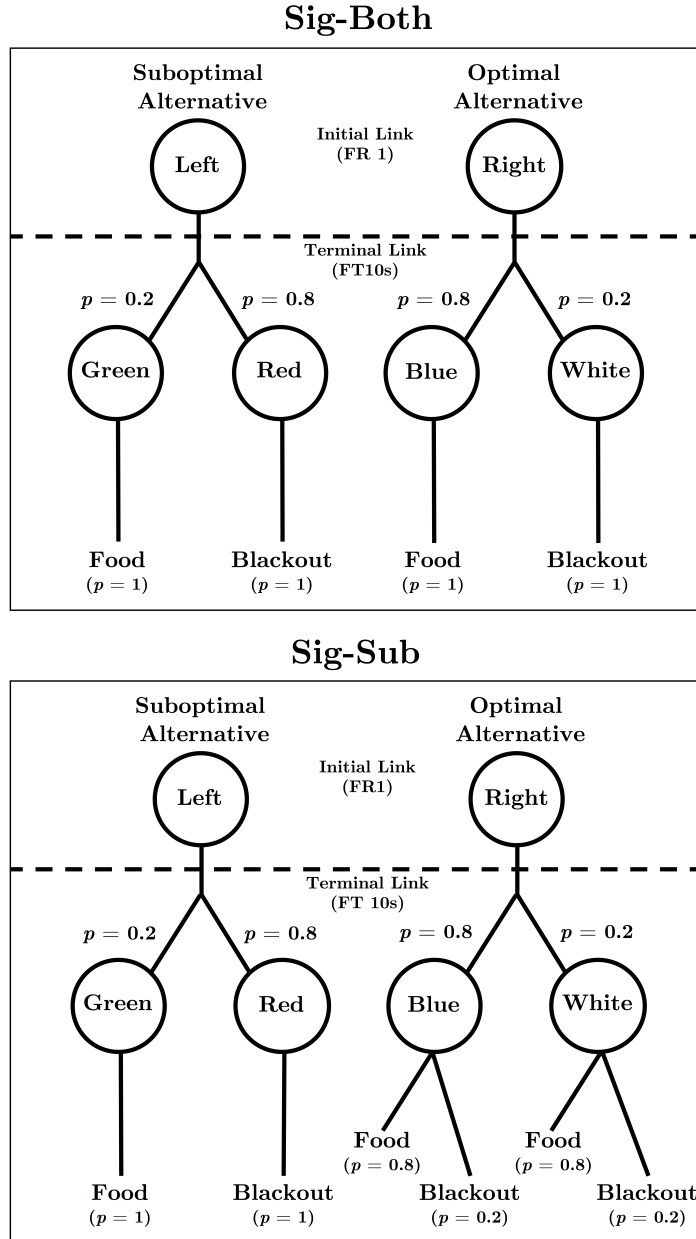 Sig-Both
Suboptimal Alternative
Optimal Alternative
Initial Link
(FR 1)
Left
Right
Terminal Link
(FT10s)
p = 0.2
p = 0.8
p = 0.8
p = 0.2
Green
Red
Blue
White
Food
(p = 1)
Blackout
(p = 1)
Food
(p = 1)
Blackout
(p = 1)
Sig-Sub
Suboptimal Alternative
Optimal Alternative
Initial Link
(FR1)
Left
Right
Terminal Link
(FT 10s)
p = 0.2
p = 0.8
p = 0.8
p = 0.2
Green
Red
Blue
White
Food
(p = 0.8)
Food
(p = 0.8)
Food
(p = 1)
Blackout
(p = 1)
Blackout
(p = 0.2)
Blackout
(p = 0.2)